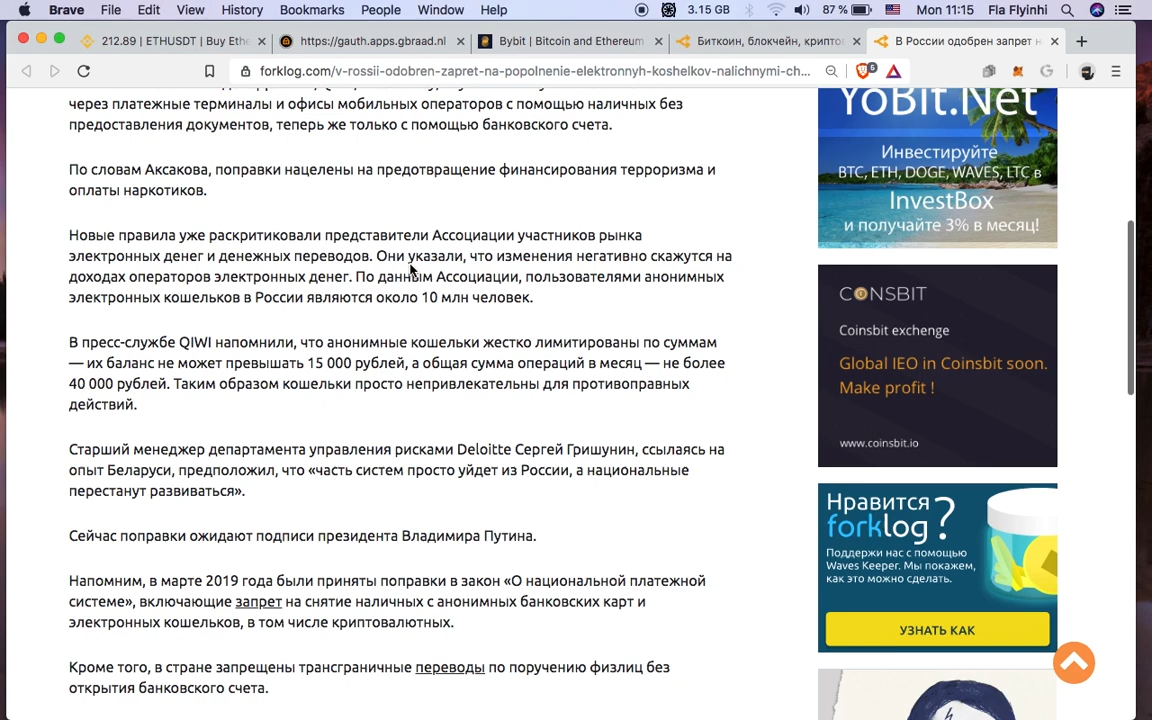 Brave File Edit View History Bookmarks People Window Help 3.15 GB 87 % Mon 11:15 Fla Flyinhi
212.89 | ETHUSDT | Buy Ethe
https://gauth.apps.gbraad.nl
Bybit | Bitcoin and Ethereum
Биткоин, блокчейн, крипто
В России одобрен запрет н
forklog.com/v-rossii-odobren-zapret-na-popolnenie-elektronnyh-koshelkov-nalichnymi-ch...
через платежные терминалы и офисы мобильных операторов с помощью наличных без
предоставления документов, теперь же только с помощью банковского счета.
По словам Аксакова, поправки нацелены на предотвращение финансирования терроризма и
оплаты наркотиков.
Новые правила уже раскритиковали представители Ассоциации участников рынка
электронных денег и денежных переводов. Они указали, что изменения негативно скажутся на
доходах операторов электронных денег. По данным Ассоциации, пользователями анонимных
электронных кошельков в России являются около 10 млн человек.
В пресс-службе QIWI напомнили, что анонимные кошельки жестко лимитированы по суммам
— их баланс не может превышать 15 000 рублей, а общая сумма операций в месяц — не более
40 000 рублей. Таким образом кошельки просто непривлекательны для противоправных
действий.
Старший менеджер департамента управления рисками Deloitte Сергей Гришунин, ссылаясь на
опыт Беларуси, предположил, что «часть систем просто уйдет из России, а национальные
перестанут развиваться».
Сейчас поправки ожидают подписи президента Владимира Путина.
Напомним, в марте 2019 года были приняты поправки в закон «О национальной платежной
системе», включающие запрет на снятие наличных с анонимных банковских карт и
электронных кошельков, в том числе криптовалютных.
Кроме того, в стране запрещены трансграничные переводы по поручению физлиц без
открытия банковского счета.
YoBit.Net
Инвестируйте
BTC, ETH, DOGE, WAVES, LTC в
InvestBox
и получайте 3% в месяц!
CONSBIT
Coinsbit exchenge
Global IEO in Coinsbit soon.
Make profit !
www.coinsbit.io
Нравится
forklog?
Поддержи нас с помощью
Waves Keeper. Мы покажем,
как это можно сделать.
УЗНАТЬ КАК